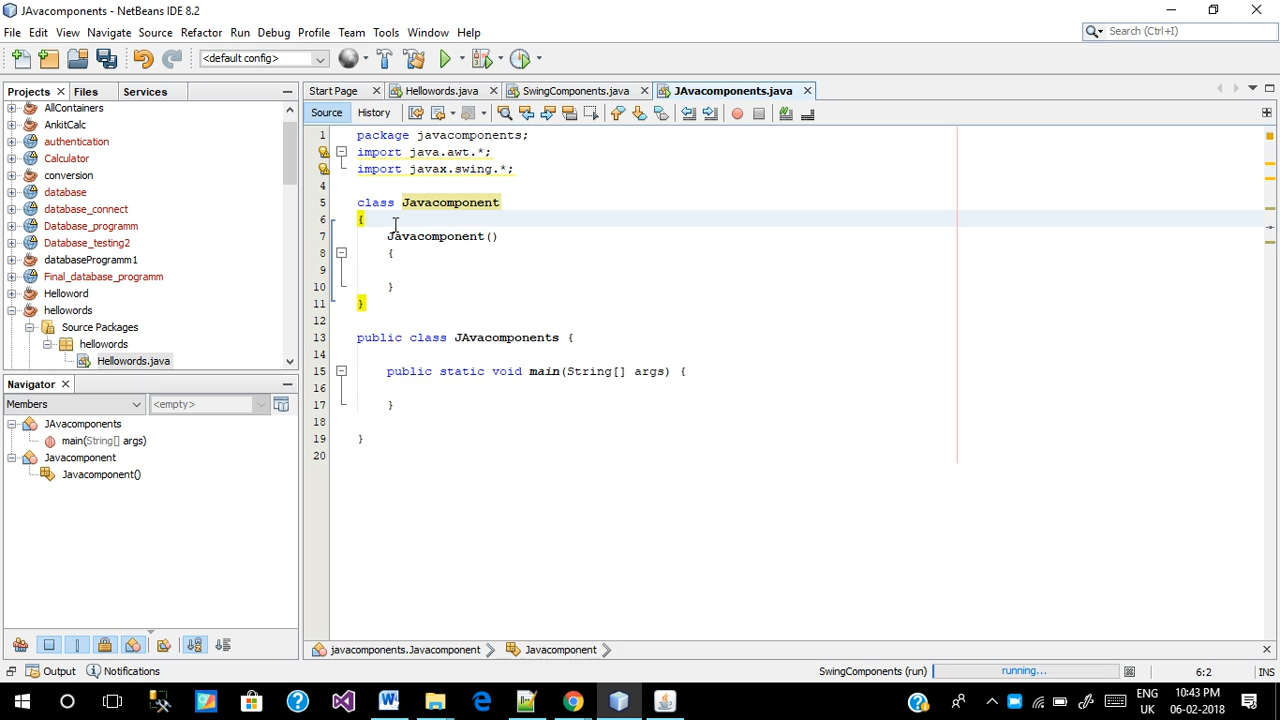 JAvacomponents - NetBeans IDE 8.2
File Edit View Navigate Source Refactor Run Debug Profile Team Tools Window Help
Search (Ctrl+I)
<default config>
Projects Files Services
Start Page Hellowords.java SwingComponents.java JAvacomponents.java
Source History
AllContainers
AnkitCalc
authentication
Calculator
conversion
database
database_connect
Database_programm
Database_testing2
databaseProgramm1
Final_database_programm
Helloword
hellowords
Source Packages
hellowords
Hellowords.java
Navigator
Members <empty>
JAvacomponents
main(String[] args)
Javacomponent
Javacomponent()
1 package javacomponents;
import java.awt.*;
import javax.swing.*;
4
5 class Javacomponent
6 {
7 Javacomponent()
8 {
9
10 }
11 }
12
13 public class JAvacomponents {
14
15 public static void main(String[] args) {
16
17 }
18
19 }
20
javacomponents.Javacomponent Javacomponent
Output Notifications SwingComponents (run) running... 6:2 INS
ENG 10:43 PM
UK 06-02-2018